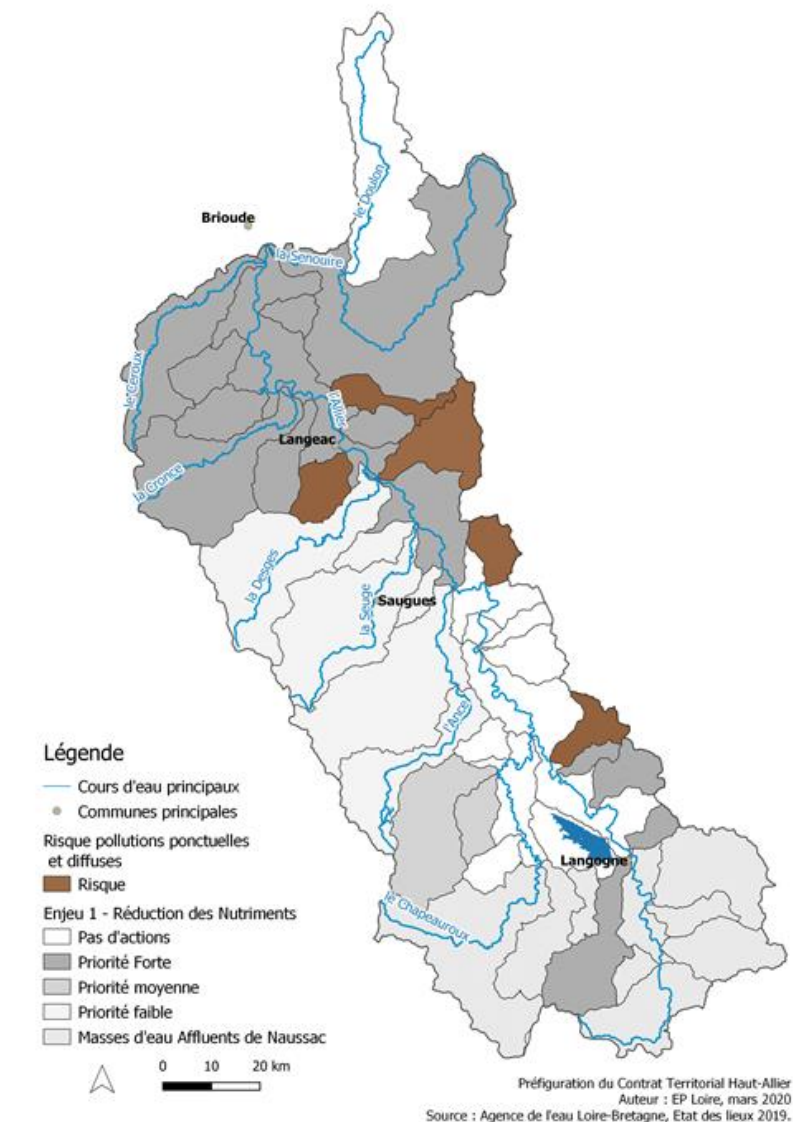 le Doulon
Brioude
la Senouire
le Ceroux
l'Allier
Langeac
la Cronce
la Desges
la Seuge
Saugues
l'Ance
Langogne
le Chapeauroux
Légende
Cours d'eau principaux
Communes principales
Risque pollutions ponctuelles
et diffuses
Risque
Enjeu 1 - Réduction des Nutriments
Pas d'actions
Priorité Forte
Priorité moyenne
Priorité faible
Masses d'eau Affluents de Naussac
0 10 20 km
Préfiguration du Contrat Territorial Haut-Allier
Auteur : EP Loire, mars 2020
Source : Agence de l'eau Loire-Bretagne, Etat des lieux 2019.